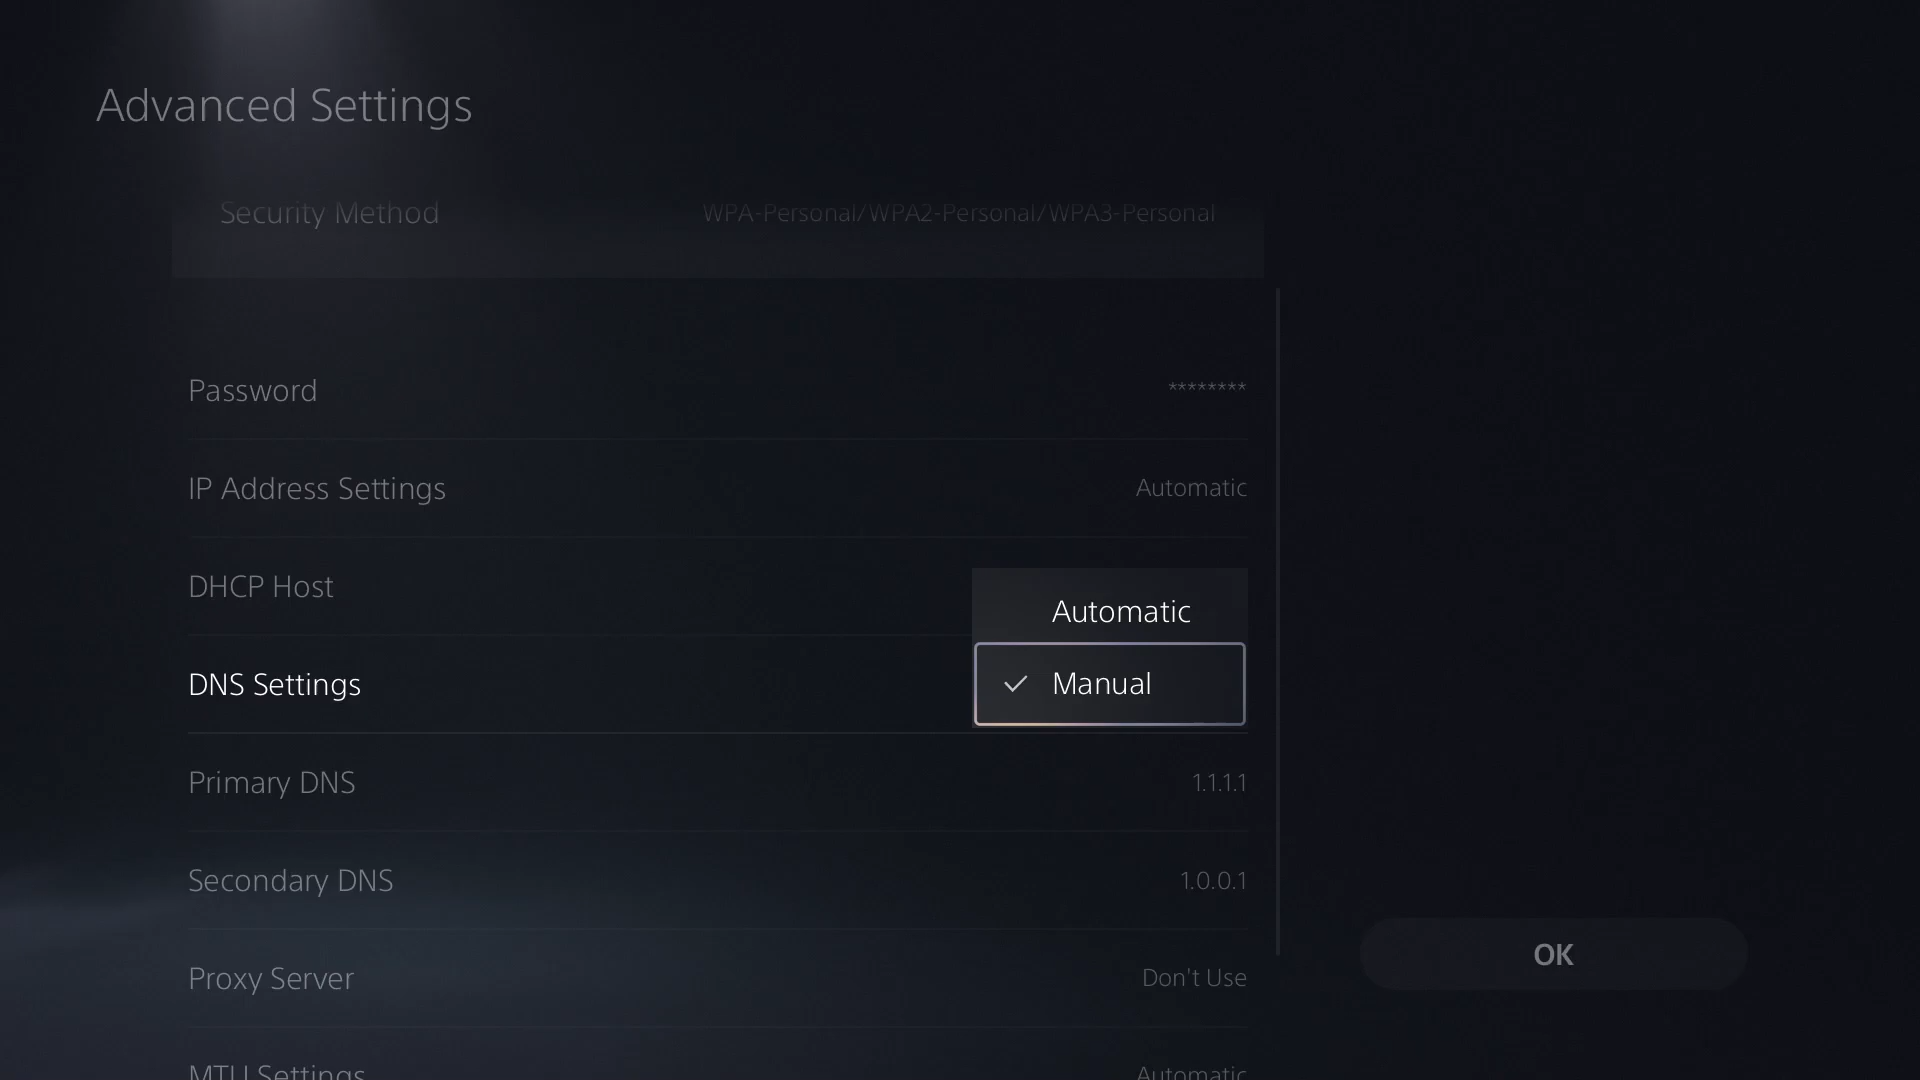 Advanced Settings
Security Method WPA-Personal/WPA2-Personal/WPA3-Personal
Password ********
IP Address Settings Automatic
DHCP Host
Automatic
DNS Settings Manual
Primary DNS 1.1.1.1
Secondary DNS 1.0.0.1
OK
Proxy Server Don't Use
MTU Settings Automatic